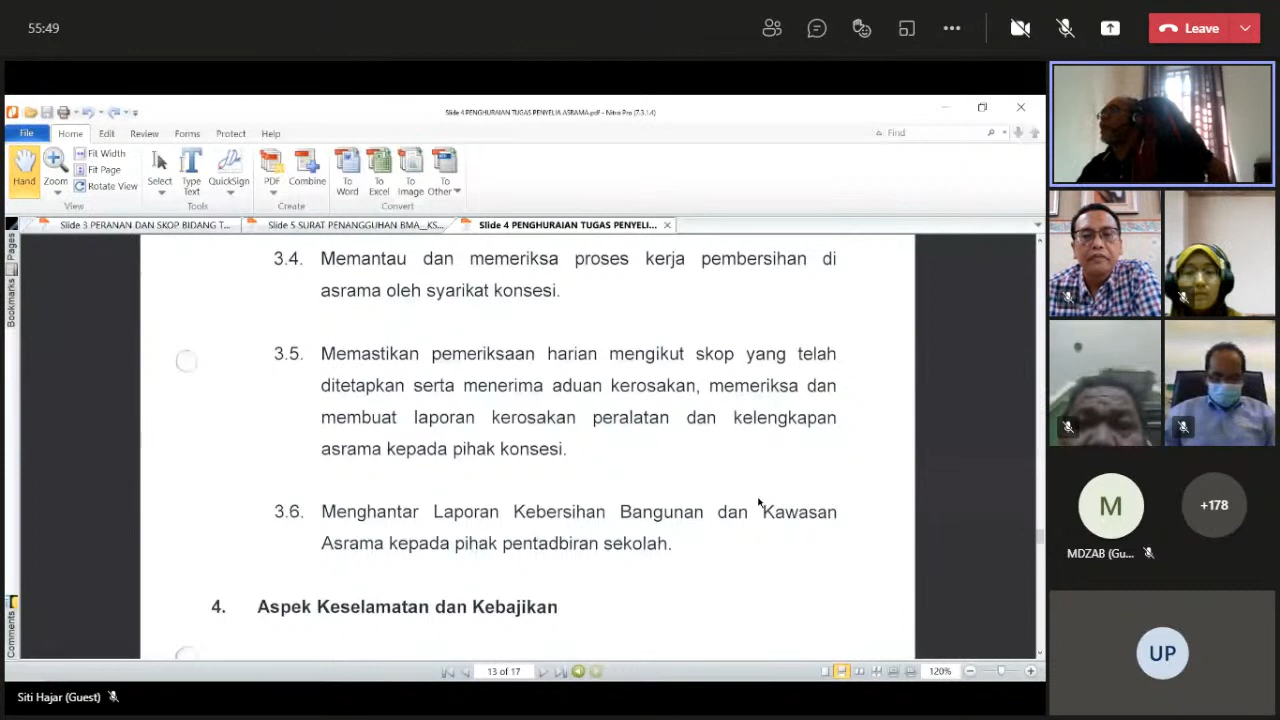 55:49
Leave
Slide 4 PENGHURAIAN TUGAS PENYELIA ASRAMA.pdf - Nitro Pro (7.3.1.4)
File Home Edit Review Forms Protect Help
Find
Hand Zoom Fit Width
Fit Page
Rotate View
Select Type Text QuickSign
PDF Combine
To Word To Excel To Image To Other
View Tools Create Convert
Slide 3 PERANAN DAN SKOP BIDANG T... Slide 5 SURAT PENANGGUHAN BMA__KS... Slide 4 PENGHURAIAN TUGAS PENYELI...
Pages
Bookmarks
Comments
3.4. Memantau dan memeriksa proses kerja pembersihan di
asrama oleh syarikat konsesi.
3.5. Memastikan pemeriksaan harian mengikut skop yang telah
ditetapkan serta menerima aduan kerosakan, memeriksa dan
membuat laporan kerosakan peralatan dan kelengkapan
asrama kepada pihak konsesi.
3.6. Menghantar Laporan Kebersihan Bangunan dan Kawasan
Asrama kepada pihak pentadbiran sekolah.
4. Aspek Keselamatan dan Kebajikan
13 of 17
120%
Siti Hajar (Guest)
M
+178
MDZAB (Gu...
UP